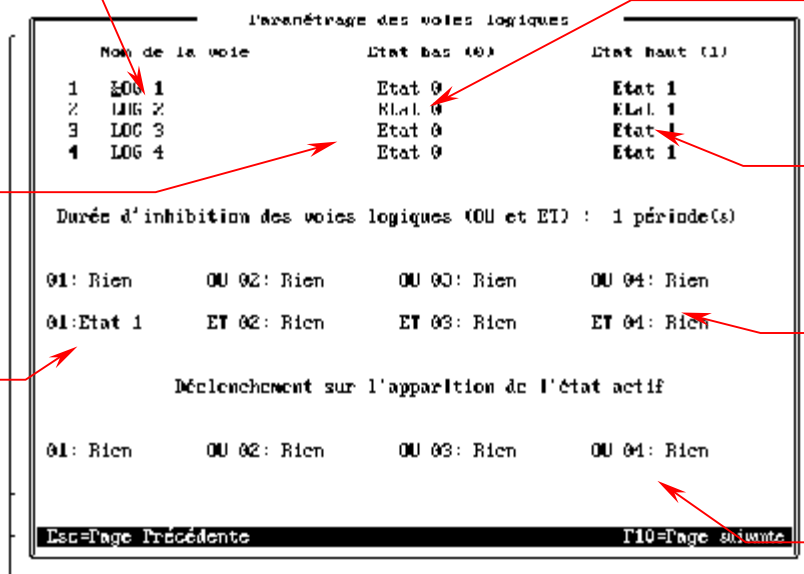 Paramétrage des voies logiques
Nom de la voie Etat bas (0) Etat haut (1)
1 LOG 1 Etat 0 Etat 1
2 LOG 2 Etat 0 Etat 1
3 LOG 3 Etat 0 Etat 1
4 LOG 4 Etat 0 Etat 1
Durée d'inhibition des voies logiques (OU et ET) : 1 période(s)
01: Rien OU 02: Rien OU 03: Rien OU 04: Rien
01:Etat 1 ET 02: Rien ET 03: Rien ET 04: Rien
Déclenchement sur l'apparition de l'état actif
01: Rien OU 02: Rien OU 03: Rien OU 04: Rien
Esc=Page Précédente F10=Page suivante